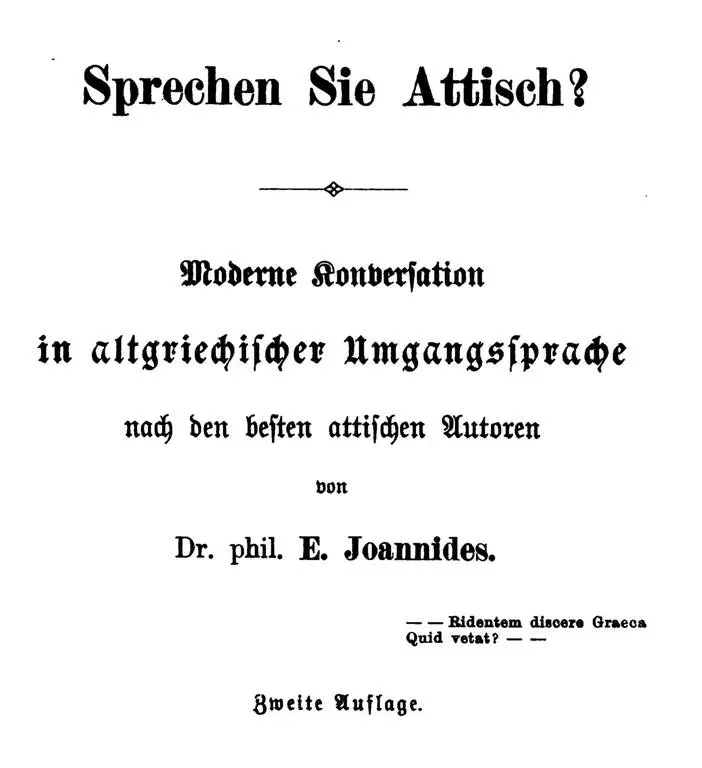 Sprechen Sie Attisch?
Moderne Konversation
in altgriechischer Umgangssprache
nach den besten attischen Autoren
von
Dr. phil. E. Joannides.
— — Ridentem discere Graeca
Quid vetat? — —
Zweite Auflage.